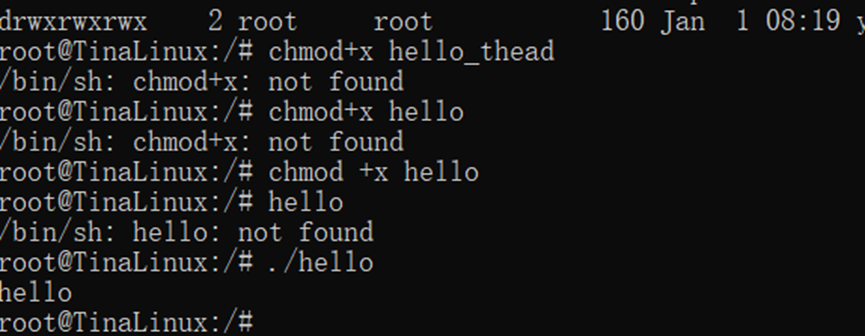 drwxrwxrwx 2 root root 160 Jan 1 08:19
root@TinaLinux:/# chmod+x hello_thead
/bin/sh: chmod+x: not found
root@TinaLinux:/# chmod+x hello
/bin/sh: chmod+x: not found
root@TinaLinux:/# chmod +x hello
root@TinaLinux:/# hello
/bin/sh: hello: not found
root@TinaLinux:/# ./hello
hello
root@TinaLinux:/#